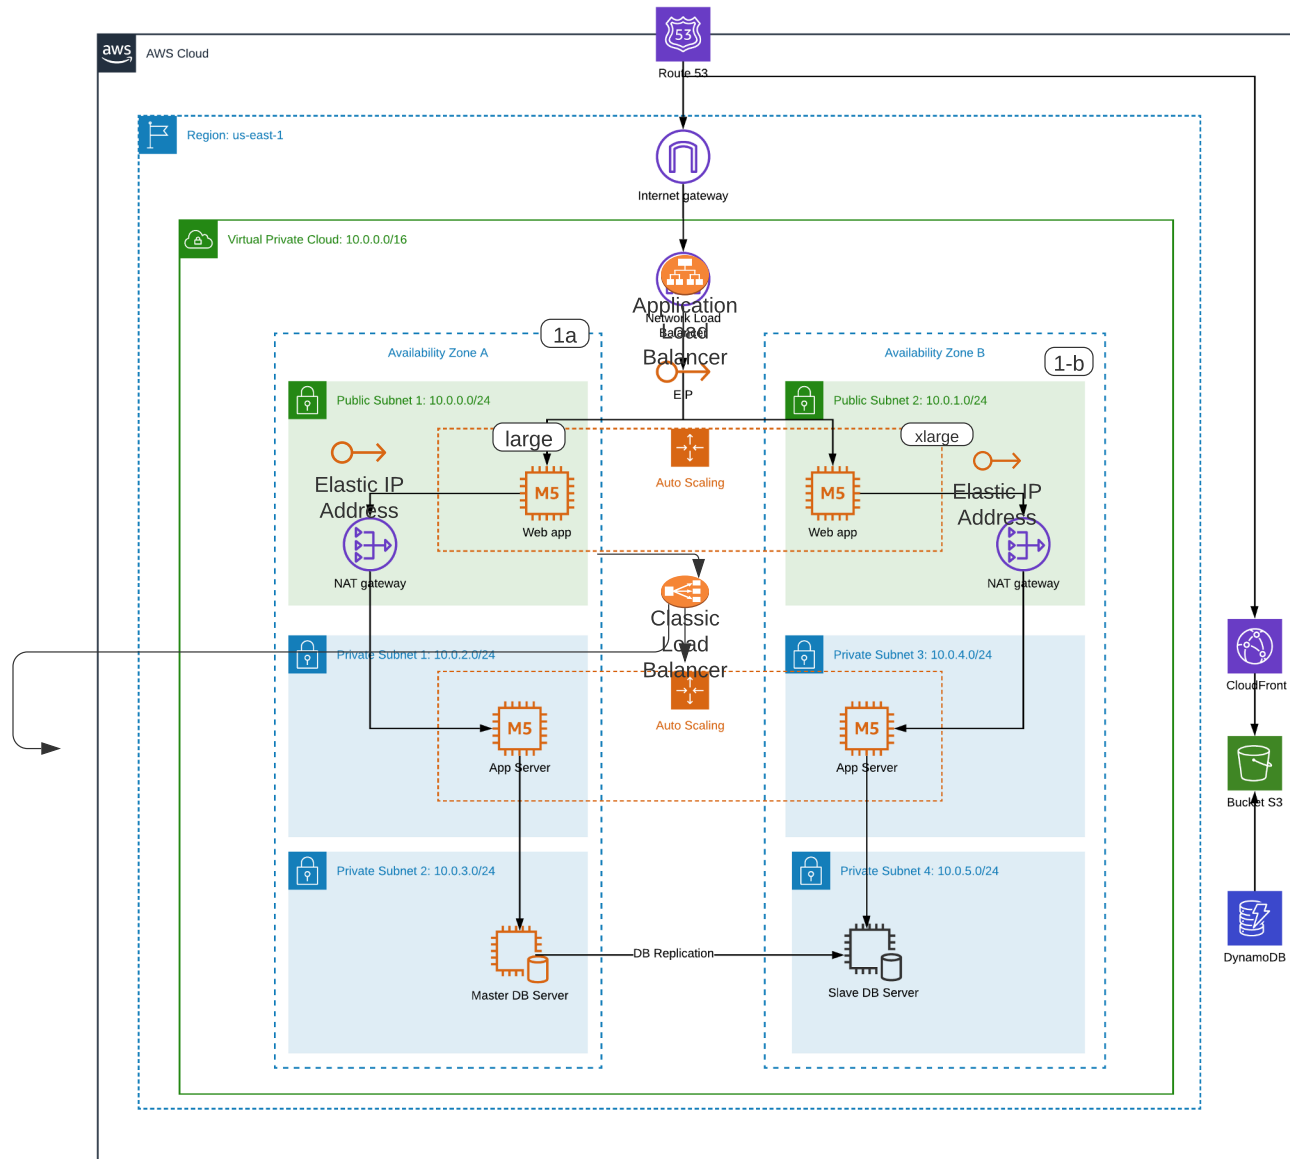 53
aws
AWS Cloud
Route 53
Region: us-east-1
Internet gateway
Virtual Private Cloud: 10.0.0.0/16
Application
Load
Balancer
Network Load
Balancer
1a
Availability Zone A
Availability Zone B
1-b
EIP
Public Subnet 1: 10.0.0.0/24
Public Subnet 2: 10.0.1.0/24
large
xlarge
Auto Scaling
Elastic IP
Address
M5
Web app
M5
Web app
Elastic IP
Address
NAT gateway
NAT gateway
Classic
Load
Balancer
Private Subnet 1: 10.0.2.0/24
Private Subnet 3: 10.0.4.0/24
Auto Scaling
M5
App Server
M5
App Server
CloudFront
Bucket S3
Private Subnet 2: 10.0.3.0/24
Private Subnet 4: 10.0.5.0/24
DB Replication
Master DB Server
Slave DB Server
DynamoDB